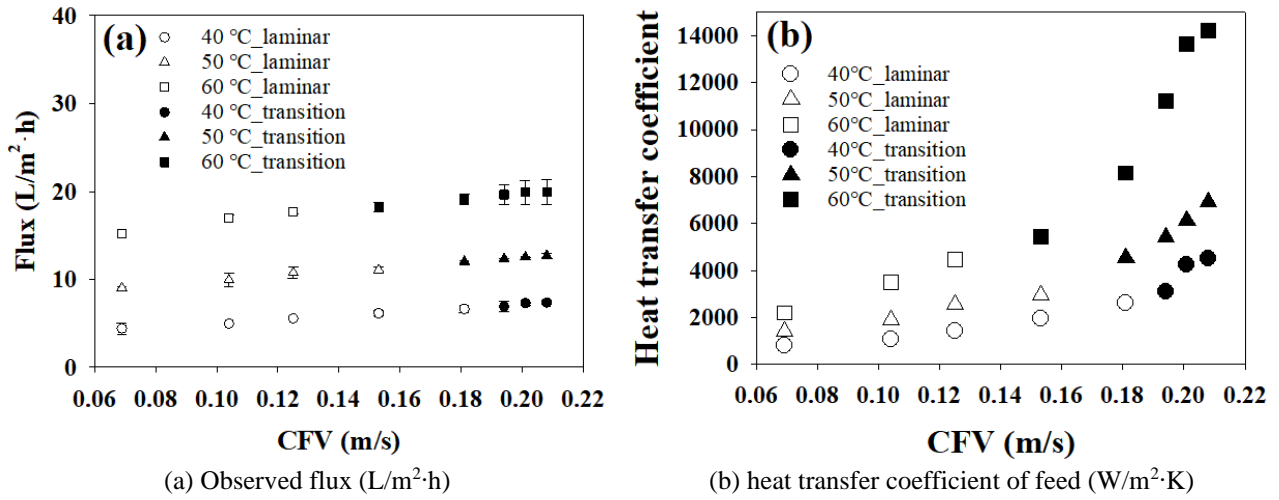 (a)
40 °C_laminar
50 °C_laminar
60 °C_laminar
40 °C_transition
50 °C_transition
60 °C_transition
Flux (L/m²·h)
40
30
20
10
0
0.06 0.08 0.10 0.12 0.14 0.16 0.18 0.20 0.22
CFV (m/s)
(a) Observed flux (L/m²·h)
(b)
40°C_laminar
50°C_laminar
60°C_laminar
40°C_transition
50°C_transition
60°C_transition
Heat transfer coefficient
14000
12000
10000
8000
6000
4000
2000
0
0.06 0.08 0.10 0.12 0.14 0.16 0.18 0.20 0.22
CFV (m/s)
(b) heat transfer coefficient of feed (W/m²·K)